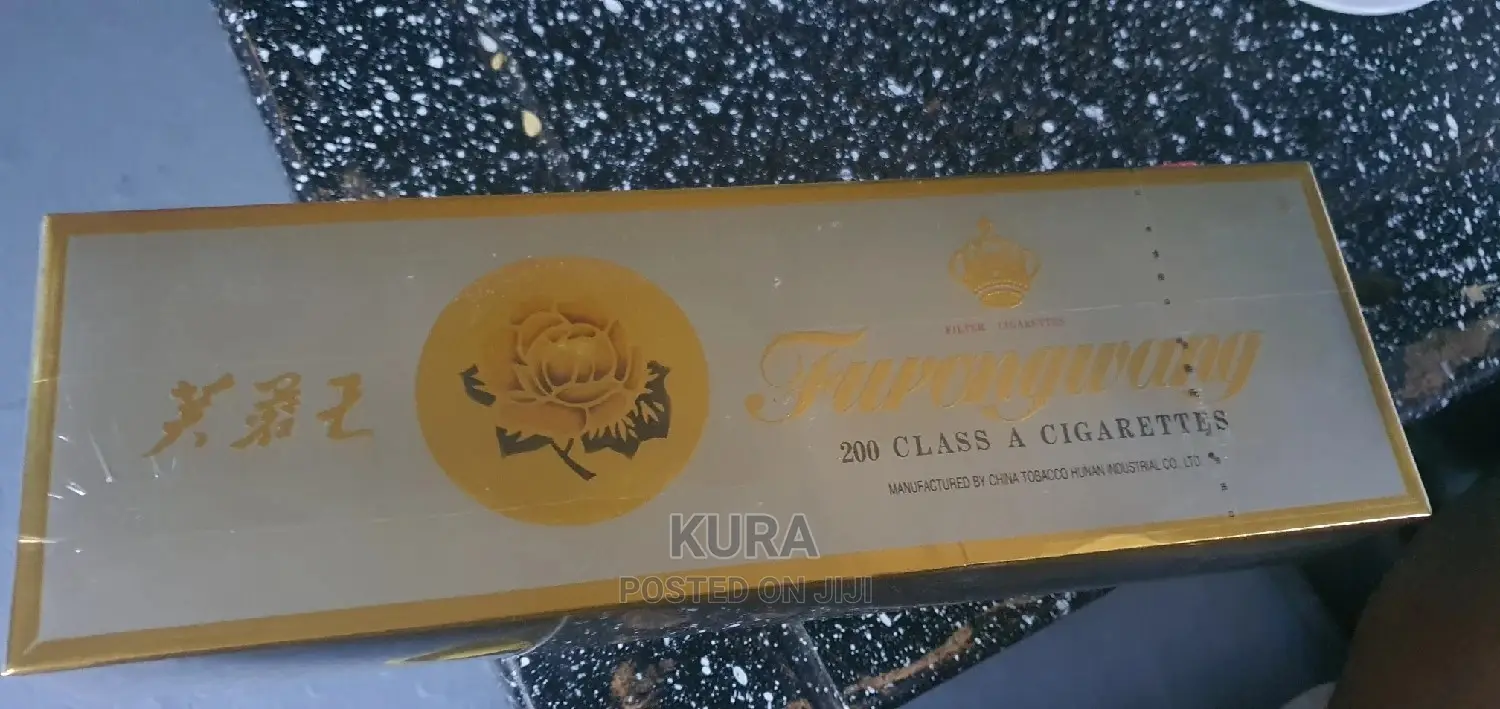 芙蓉王
FILTER CIGARETTES
Furongwang
200 CLASS A CIGARETTES
MANUFACTURED BY CHINA TOBACCO HUNAN INDUSTRIAL CO., LTD.
KURA
POSTED ON JIJI